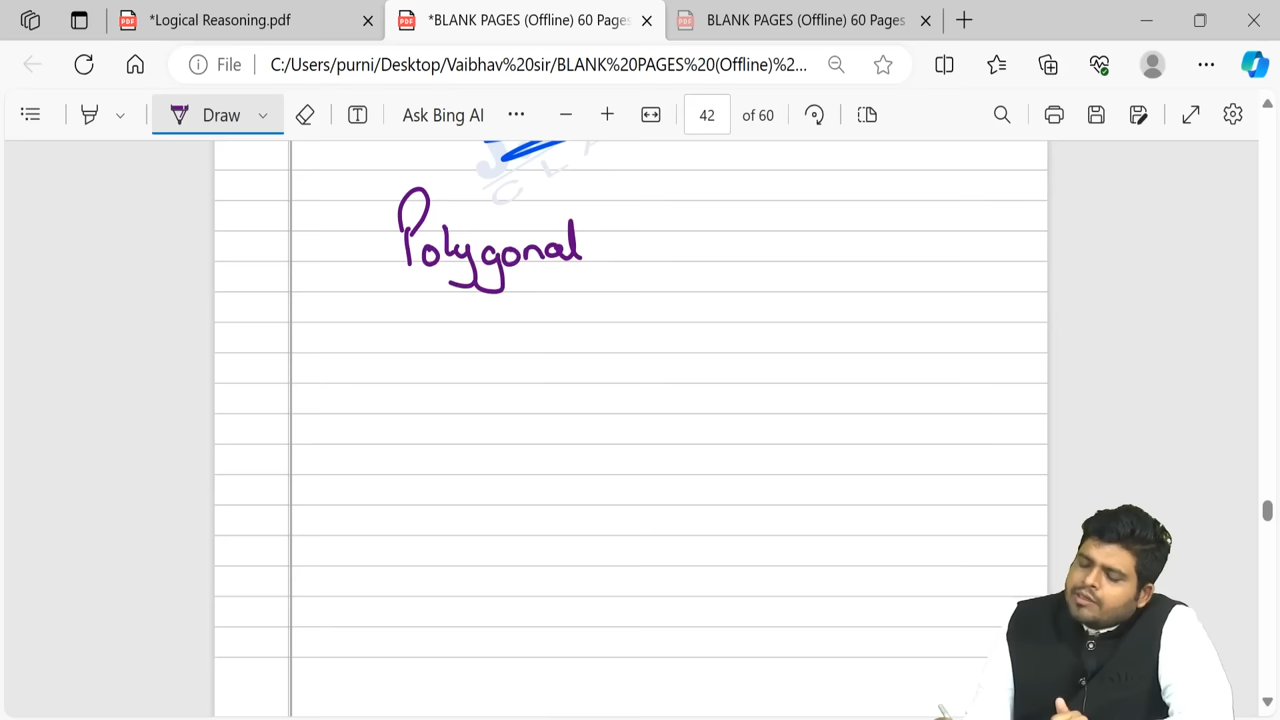 *Logical Reasoning.pdf
*BLANK PAGES (Offline) 60 Pages
BLANK PAGES (Offline) 60 Pages
File
C:/Users/purni/Desktop/Vaibhav%20sir/BLANK%20PAGES%20(Offline)%2...
Draw
Ask Bing AI
42 of 60
Polygonal